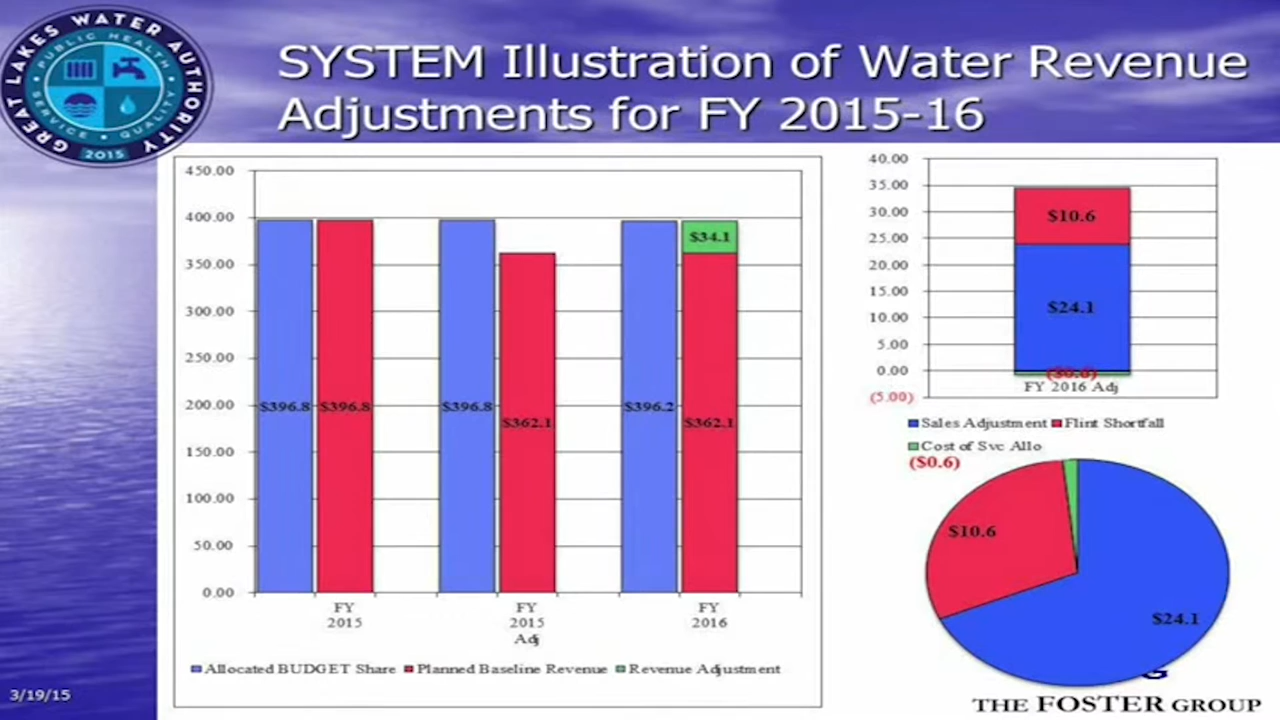 GREAT LAKES WATER AUTHORITY
PUBLIC HEALTH
SERVICE • QUALITY
2015
SYSTEM Illustration of Water Revenue
Adjustments for FY 2015-16
450.00
400.00
350.00
300.00
250.00
200.00
150.00
100.00
50.00
0.00
$396.8
$396.8
$396.8
$362.1
$396.2
$362.1
$34.1
FY
2015
FY
2015
Adj
FY
2016
Allocated BUDGET Share Planned Baseline Revenue Revenue Adjustment
40.00
35.00
30.00
25.00
20.00
15.00
10.00
5.00
0.00
(5.00)
$10.6
$24.1
($0.6)
FY 2016 Adj
Sales Adjustment Flint Shortfall
Cost of Svc Allo
($0.6)
$10.6
$24.1
G
THE FOSTER GROUP
3/19/15